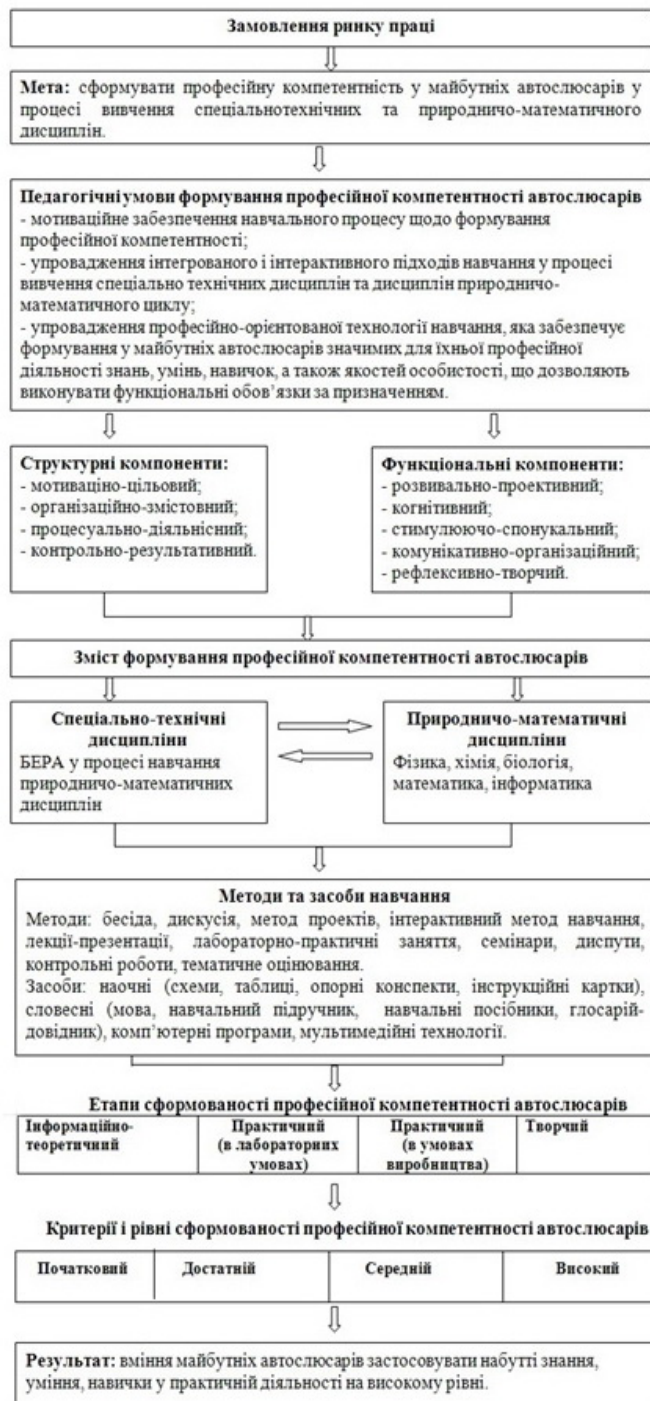 Замовлення ринку праці
Мета: сформувати професійну компетентність у майбутніх автослюсарів у
процесі вивчення спеціальнотехнічних та природничо-математичного
дисциплін.
Педагогічні умови формування професійної компетентності автослюсарів
- мотиваційне забезпечення навчального процесу щодо формування
професійної компетентності;
- упровадження інтегрованого і інтерактивного підходів навчання у процесі
вивчення спеціально технічних дисциплін та дисциплін природничо-
математичного циклу;
- упровадження професійно-орієнтованої технології навчання, яка забезпечує
формування у майбутніх автослюсарів значимих для їхньої професійної
діяльності знань, умінь, навичок, а також якостей особистості, що дозволяють
виконувати функціональні обов’язки за призначенням.
Структурні компоненти:
- мотиваціно-цільовий;
- організаційно-змістовний;
- процесуально-діяльнісний;
- контрольно-результативний.
Функціональні компоненти:
- розвивально-проективний;
- когнітивний;
- стимулюючо-спонукальний;
- комунікативно-організаційний;
- рефлексивно-творчий.
Зміст формування професійної компетентності автослюсарів
Спеціально-технічні
дисципліни
БЕРА у процесі навчання
природничо-математичних
дисциплін
Природничо-математичні
дисципліни
Фізика, хімія, біологія,
математика, інформатика
Методи та засоби навчання
Методи: бесіда, дискусія, метод проектів, інтерактивний метод навчання,
лекції-презентації, лабораторно-практичні заняття, семінари, диспути,
контрольні роботи, тематичне оцінювання.
Засоби: наочні (схеми, таблиці, опорні конспекти, інструкційні картки),
словесні (мова, навчальний підручник, навчальні посібники, глосарій-
довідник), комп’ютерні програми, мультимедійні технології.
Етапи сформованості професійної компетентності автослюсарів
Інформаційно-
теоретичний
Практичний
(в лабораторних
умовах)
Практичний
(в умовах
виробництва)
Творчий
Критерії і рівні сформованості професійної компетентності автослюсарів
Початковий
Достатній
Середній
Високий
Результат: вміння майбутніх автослюсарів застосовувати набутті знання,
уміння, навички у практичній діяльності на високому рівні.